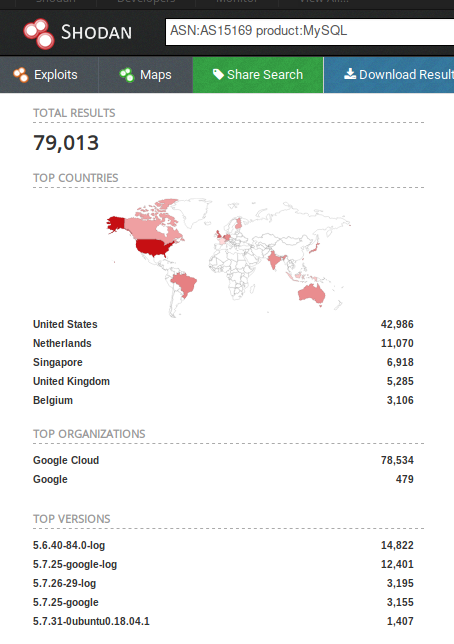 Shodan Developers Monitor View All...
SHODAN ASN:AS15169 product:MySQL
Exploits Maps Share Search Download Result
TOTAL RESULTS
79,013
TOP COUNTRIES
United States 42,986
Netherlands 11,070
Singapore 6,918
United Kingdom 5,285
Belgium 3,106
TOP ORGANIZATIONS
Google Cloud 78,534
Google 479
TOP VERSIONS
5.6.40-84.0-log 14,822
5.7.25-google-log 12,401
5.7.26-29-log 3,195
5.7.25-google 3,155
5.7.31-0ubuntu0.18.04.1 1,407